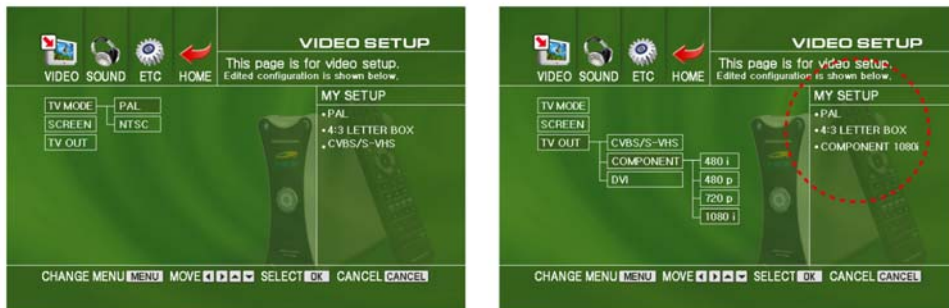 VIDEO SETUP
This page is for video setup.
Edited configuration is shown below.
VIDEO SOUND ETC HOME
MY SETUP
TV MODE PAL
SCREEN NTSC
TV OUT
•PAL
•4:3 LETTER BOX
•CVBS/S-VHS
CHANGE MENU MENU MOVE SELECT OK CANCEL CANCEL
VIDEO SETUP
This page is for video setup.
Edited configuration is shown below.
VIDEO SOUND ETC HOME
MY SETUP
TV MODE
SCREEN
TV OUT CVBS/S-VHS
COMPONENT 480 i
DVI 480 p
720 p
1080 i
•PAL
•4:3 LETTER BOX
•COMPONENT 1080i
CHANGE MENU MENU MOVE SELECT OK CANCEL CANCEL